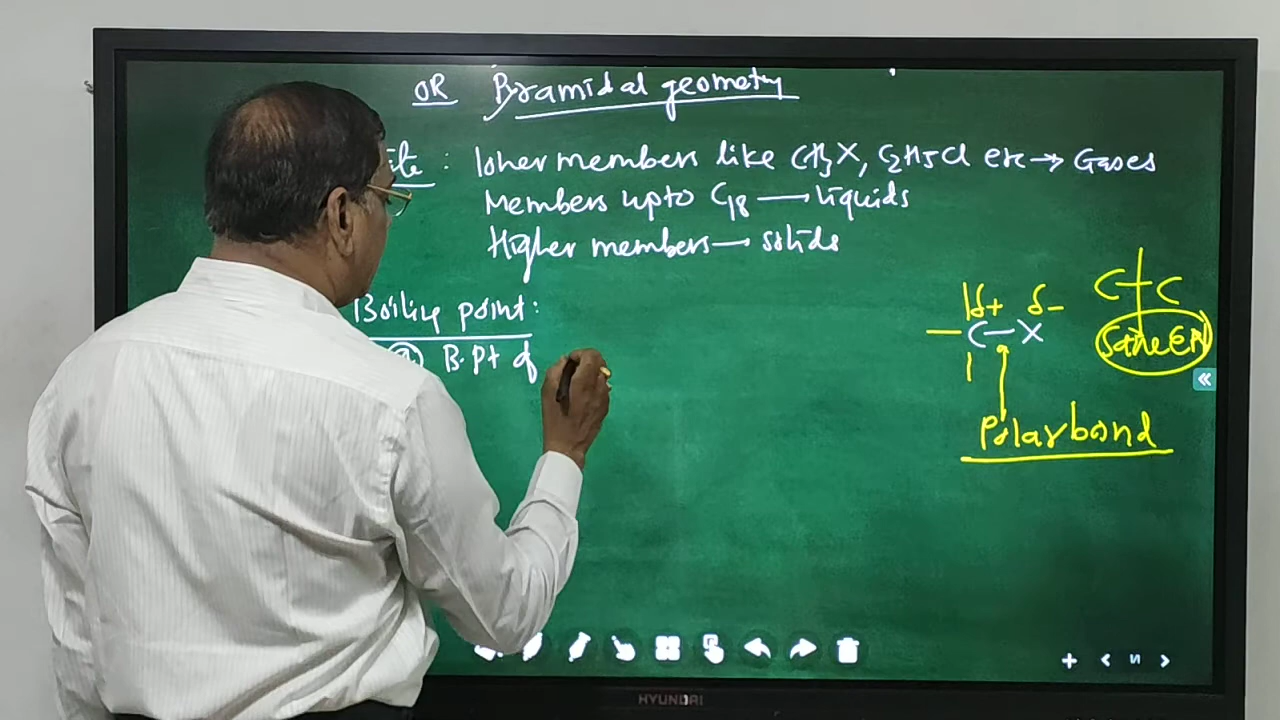 OR Pyramidal geometry
: lower members like CH3X, C2H5Cl etc → Gases
Members upto C18 → liquids
Higher members → solids
Boiling point:
(a) B.pt of
δ+ δ-
C-X
Polar bond
C C
Same EN
HYUNDAI